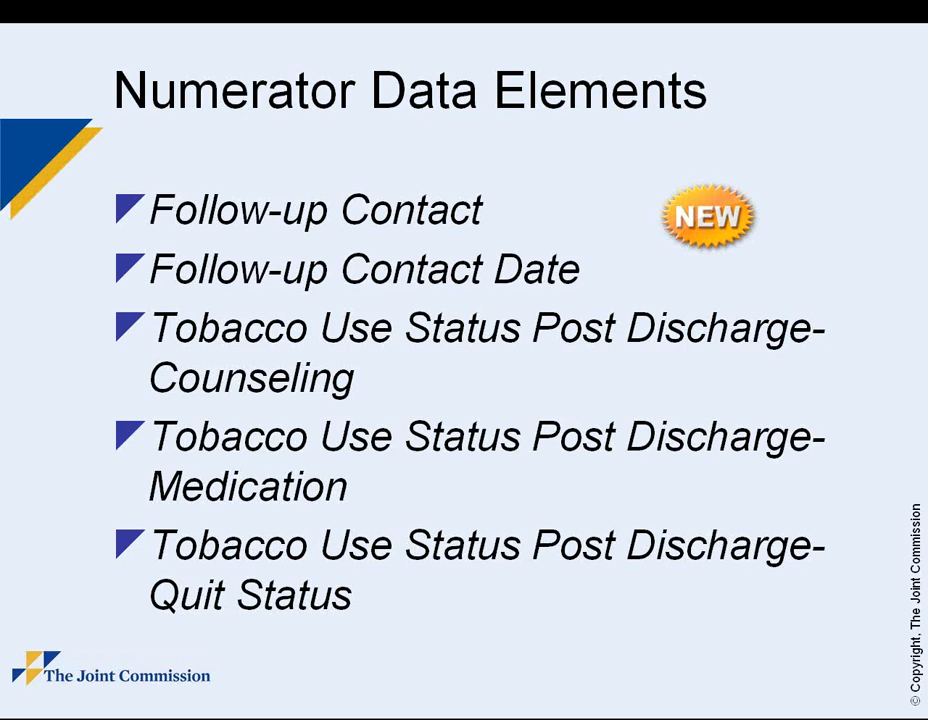 Numerator Data Elements
Follow-up Contact
NEW
Follow-up Contact Date
Tobacco Use Status Post Discharge-
Counseling
Tobacco Use Status Post Discharge-
Medication
Tobacco Use Status Post Discharge-
Quit Status
The Joint Commission
© Copyright, The Joint Commission